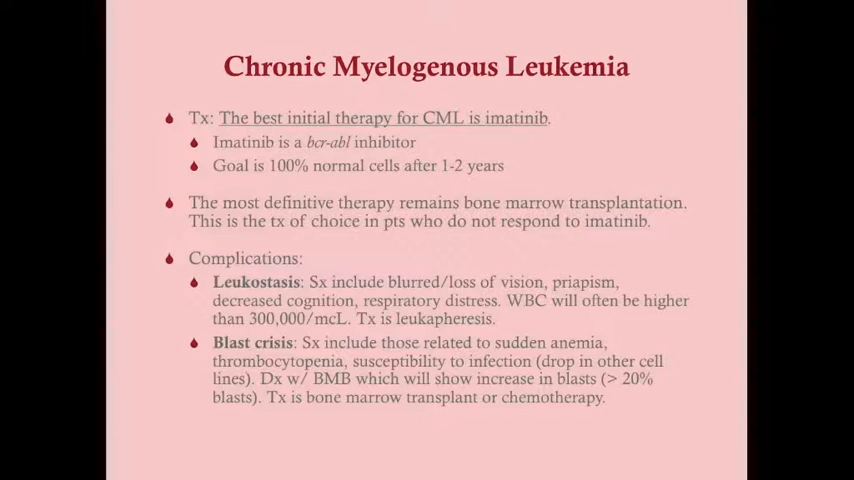 Chronic Myelogenous Leukemia
Tx: The best initial therapy for CML is imatinib.
Imatinib is a bcr-abl inhibitor
Goal is 100% normal cells after 1-2 years
The most definitive therapy remains bone marrow transplantation.
This is the tx of choice in pts who do not respond to imatinib.
Complications:
Leukostasis: Sx include blurred/loss of vision, priapism,
decreased cognition, respiratory distress. WBC will often be higher
than 300,000/mcL. Tx is leukapheresis.
Blast crisis: Sx include those related to sudden anemia,
thrombocytopenia, susceptibility to infection (drop in other cell
lines). Dx w/ BMB which will show increase in blasts (> 20%
blasts). Tx is bone marrow transplant or chemotherapy.